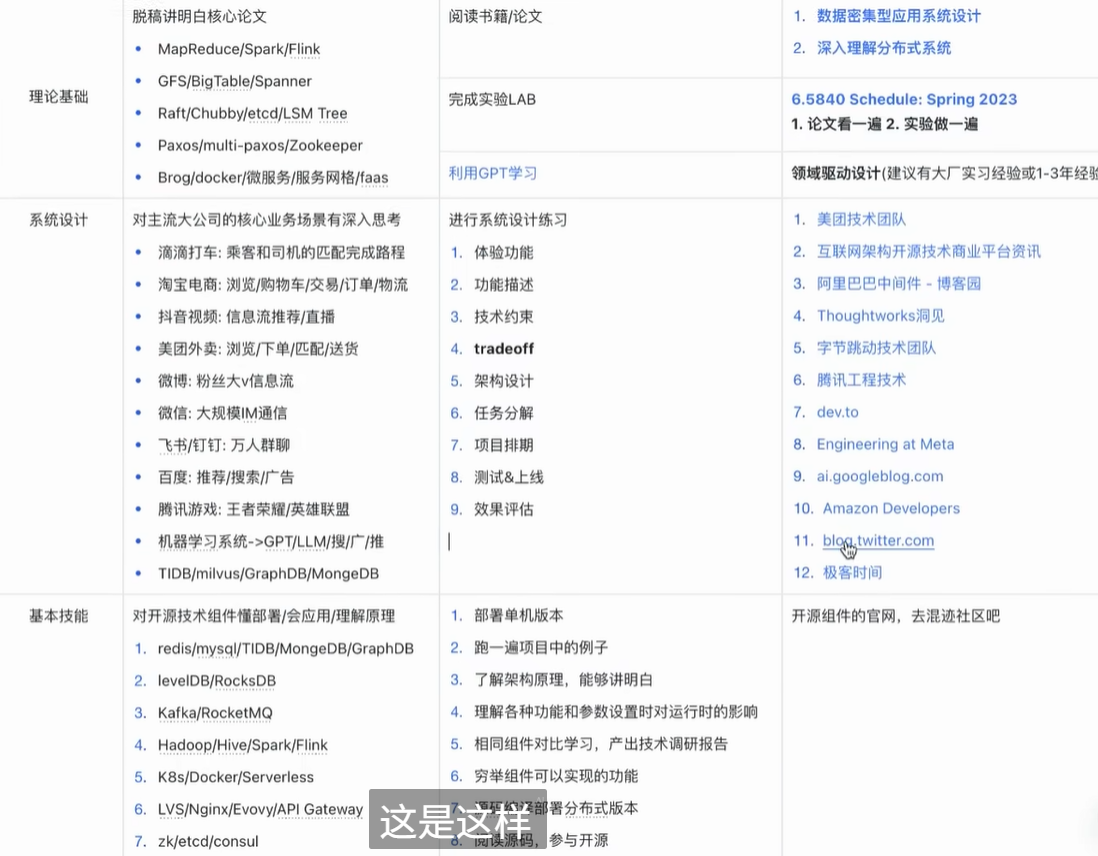 理论基础
脱稿讲明白核心论文
• MapReduce/Spark/Flink
• GFS/BigTable/Spanner
• Raft/Chubby/etcd/LSM Tree
• Paxos/multi-paxos/Zookeeper
• Brog/docker/微服务/服务网格/faas
阅读书籍/论文
1. 数据密集型应用系统设计
2. 深入理解分布式系统
完成实验LAB
6.5840 Schedule: Spring 2023
1. 论文看一遍 2. 实验做一遍
利用GPT学习
领域驱动设计(建议有大厂实习经验或1-3年经验
系统设计
对主流大公司的核心业务场景有深入思考
• 滴滴打车: 乘客和司机的匹配完成路程
• 淘宝电商: 浏览/购物车/交易/订单/物流
• 抖音视频: 信息流推荐/直播
• 美团外卖: 浏览/下单/匹配/送货
• 微博: 粉丝大v信息流
• 微信: 大规模IM通信
• 飞书/钉钉: 万人群聊
• 百度: 推荐/搜索/广告
• 腾讯游戏: 王者荣耀/英雄联盟
• 机器学习系统->GPT/LLM/搜/广/推
• TIDB/milvus/GraphDB/MongeDB
进行系统设计练习
1. 体验功能
2. 功能描述
3. 技术约束
4. tradeoff
5. 架构设计
6. 任务分解
7. 项目排期
8. 测试&上线
9. 效果评估
1. 美团技术团队
2. 互联网架构开源技术商业平台资讯
3. 阿里巴巴中间件 - 博客园
4. Thoughtworks洞见
5. 字节跳动技术团队
6. 腾讯工程技术
7. dev.to
8. Engineering at Meta
9. ai.googleblog.com
10. Amazon Developers
11. blog.twitter.com
12. 极客时间
基本技能
对开源技术组件懂部署/会应用/理解原理
1. redis/mysql/TIDB/MongeDB/GraphDB
2. levelDB/RocksDB
3. Kafka/RocketMQ
4. Hadoop/Hive/Spark/Flink
5. K8s/Docker/Serverless
6. LVS/Nginx/Evovy/API Gateway
7. zk/etcd/consul
1. 部署单机版本
2. 跑一遍项目中的例子
3. 了解架构原理，能够讲明白
4. 理解各种功能和参数设置时对运行时的影响
5. 相同组件对比学习，产出技术调研报告
6. 穷举组件可以实现的功能
7. 源码编译部署分布式版本
8. 阅读源码，参与开源
开源组件的官网，去混迹社区吧
这是这样